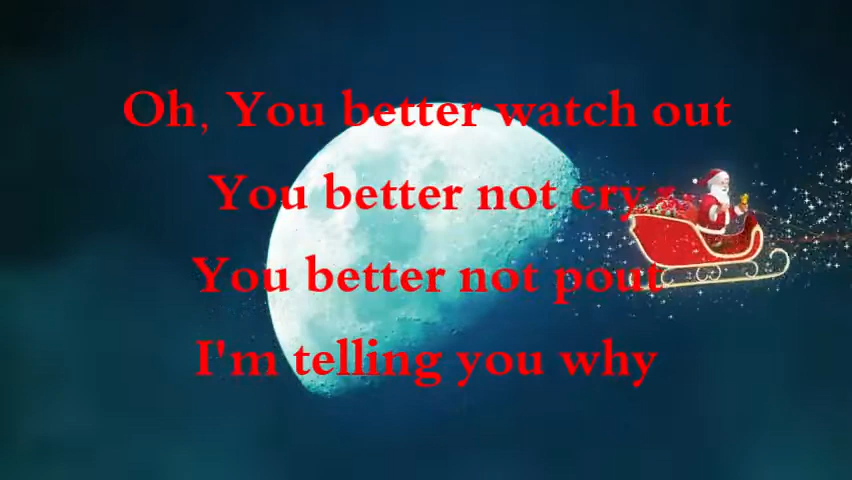 Oh, You better watch out
You better not cry
You better not pout
I'm telling you why